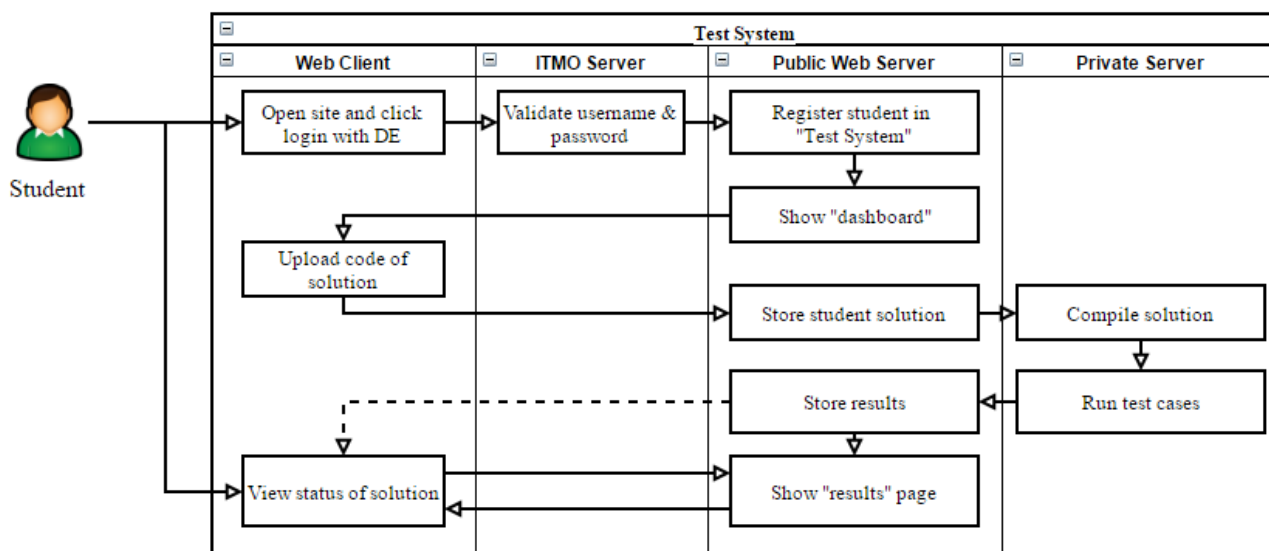 Test System
Web Client
ITMO Server
Public Web Server
Private Server
Student
Open site and click
login with DE
Validate username &
password
Register student in
"Test System"
Show "dashboard"
Upload code of
solution
Store student solution
Compile solution
Store results
Run test cases
View status of solution
Show "results" page